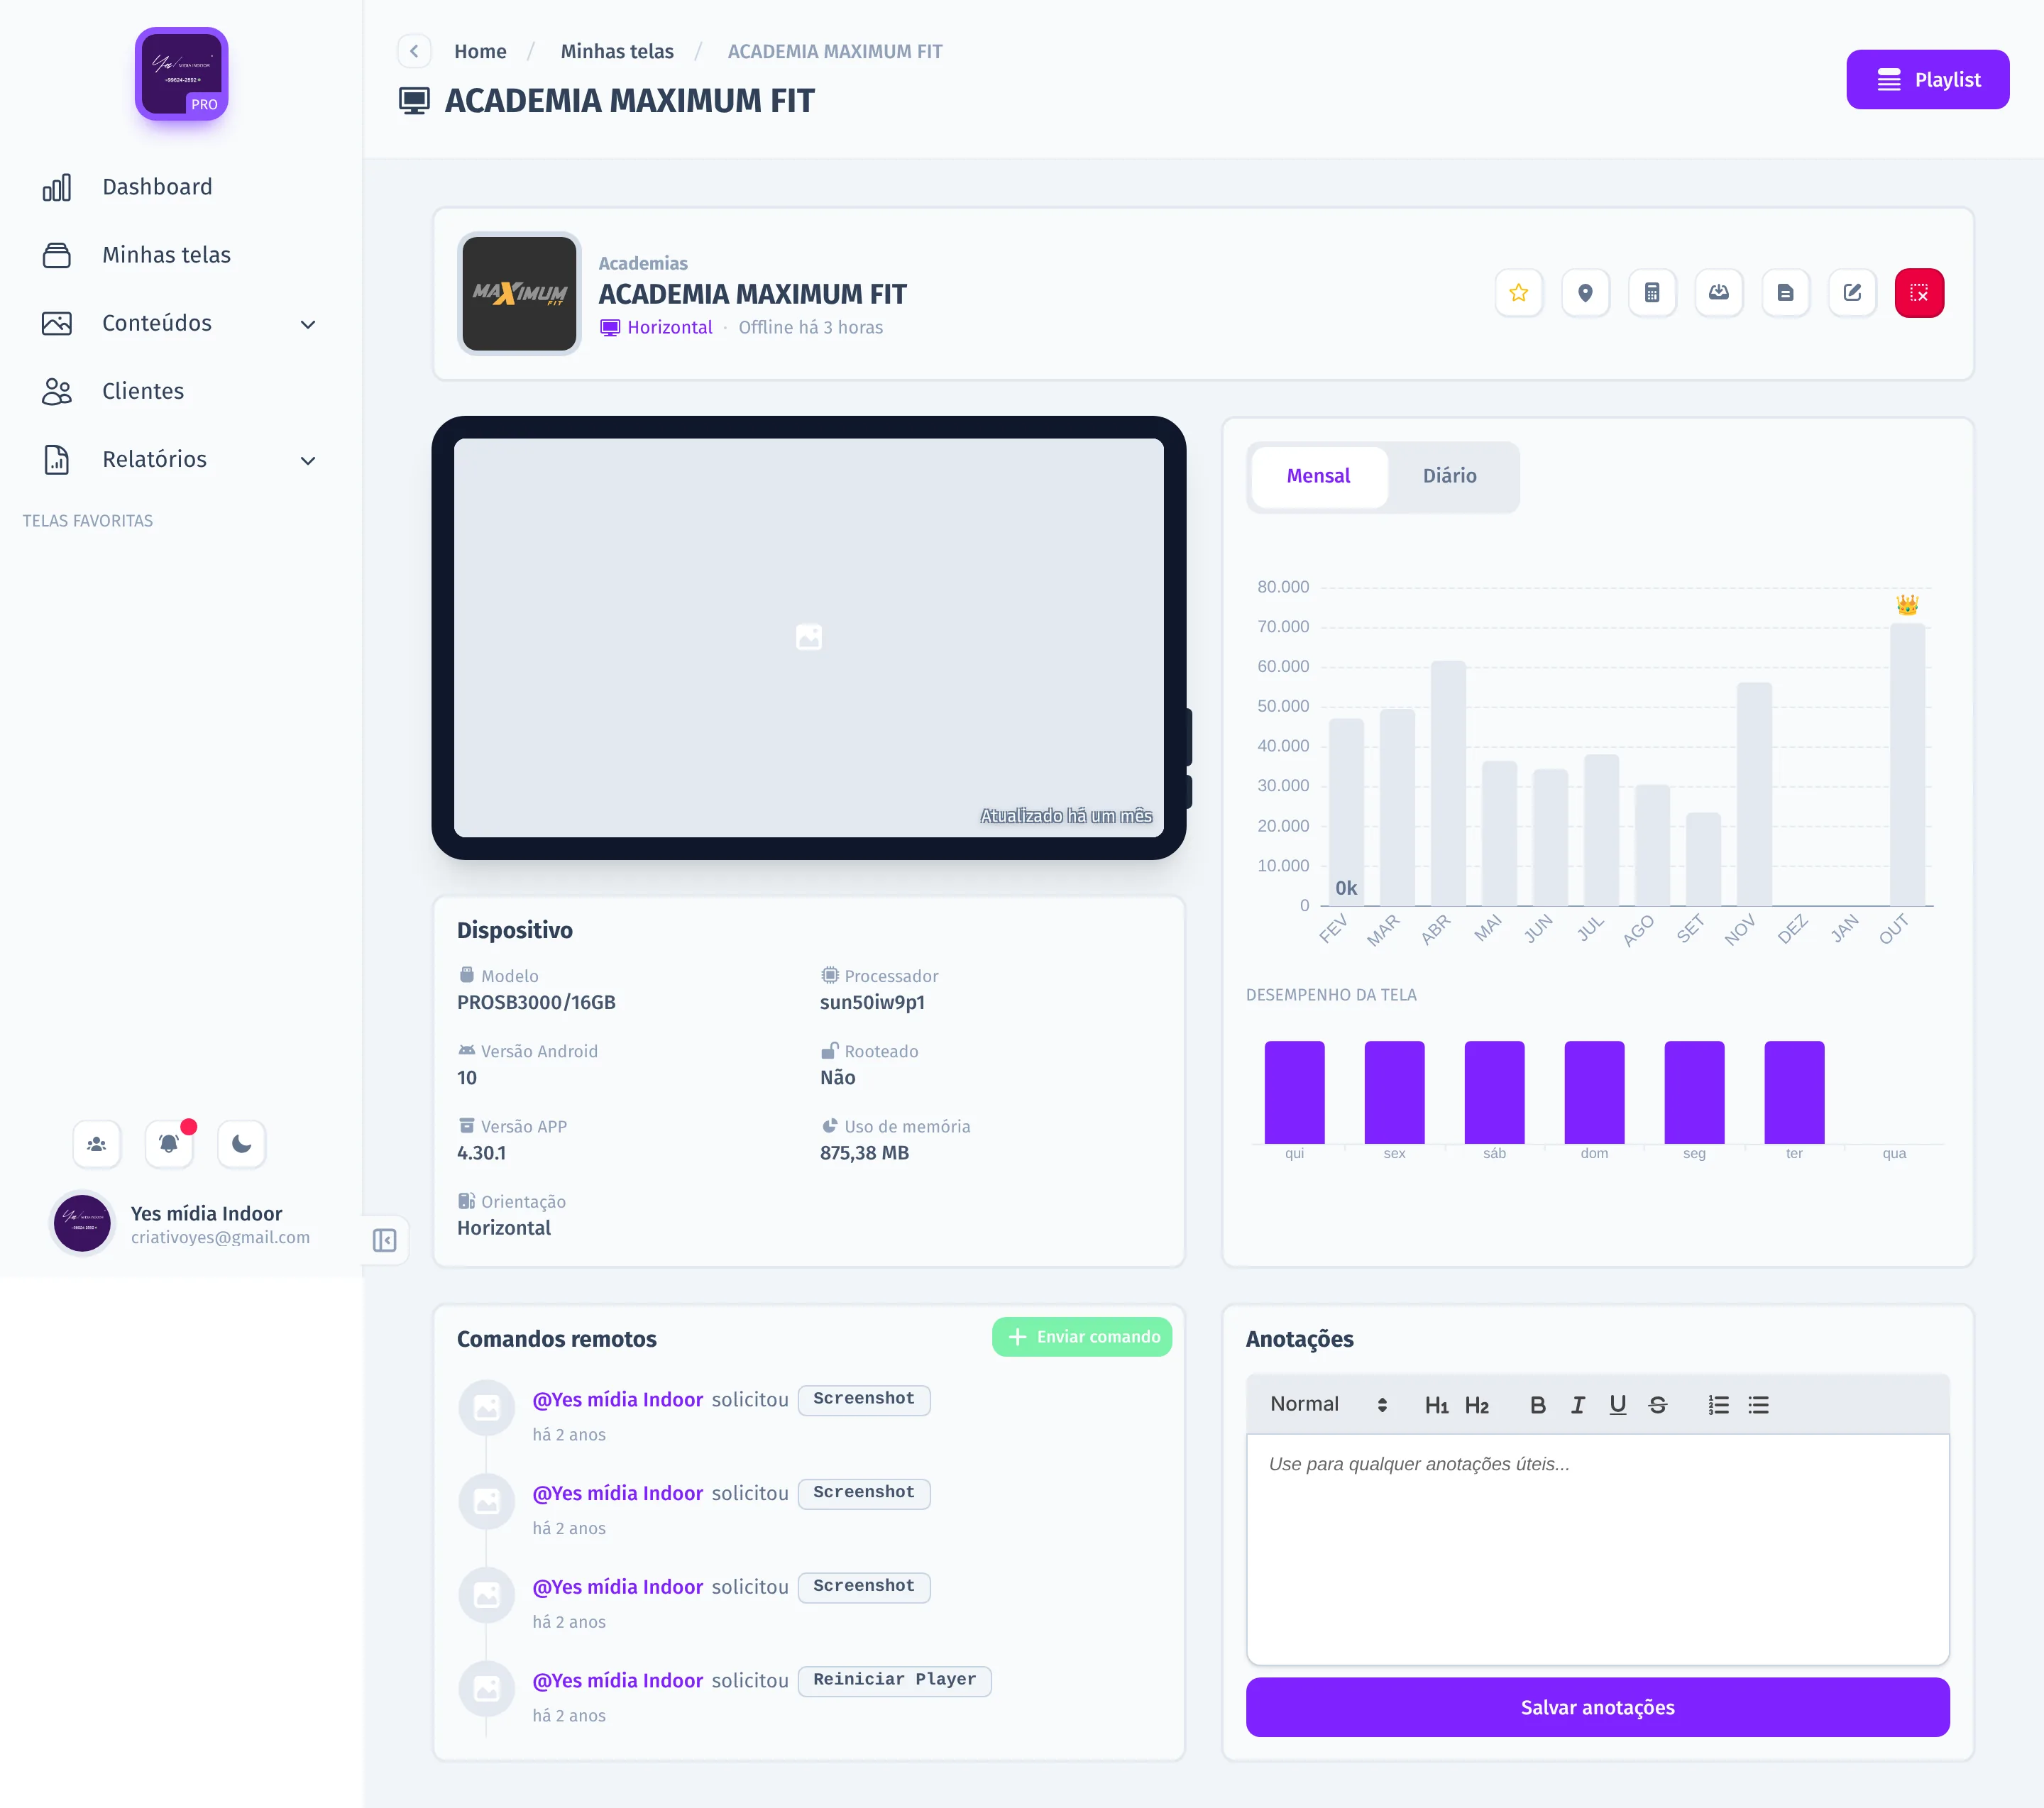 Yes MÍDIA INDOOR
PRO
Dashboard
Minhas telas
Conteúdos
Clientes
Relatórios
TELAS FAVORITAS
Yes mídia Indoor
criativoyes@gmail.com
Home / Minhas telas / ACADEMIA MAXIMUM FIT
ACADEMIA MAXIMUM FIT
Playlist
MAXIMUM
FIT
Academias
ACADEMIA MAXIMUM FIT
Horizontal · Offline há 3 horas
Atualizado há um mês
Mensal Diário
80.000
70.000
60.000
50.000
40.000
30.000
20.000
10.000
0
0k
FEV MAR ABR MAI JUN JUL AGO SET NOV DEZ JAN OUT
DESEMPENHO DA TELA
qui sex sáb dom seg ter qua
Dispositivo
Modelo
PROSB3000/16GB
Processador
sun50iw9p1
Versão Android
10
Rooteado
Não
Versão APP
4.30.1
Uso de memória
875,38 MB
Orientação
Horizontal
Comandos remotos
Enviar comando
@Yes mídia Indoor solicitou Screenshot
há 2 anos
@Yes mídia Indoor solicitou Screenshot
há 2 anos
@Yes mídia Indoor solicitou Screenshot
há 2 anos
@Yes mídia Indoor solicitou Reiniciar Player
há 2 anos
Anotações
Normal H1 H2 B I U S
Use para qualquer anotações úteis...
Salvar anotações